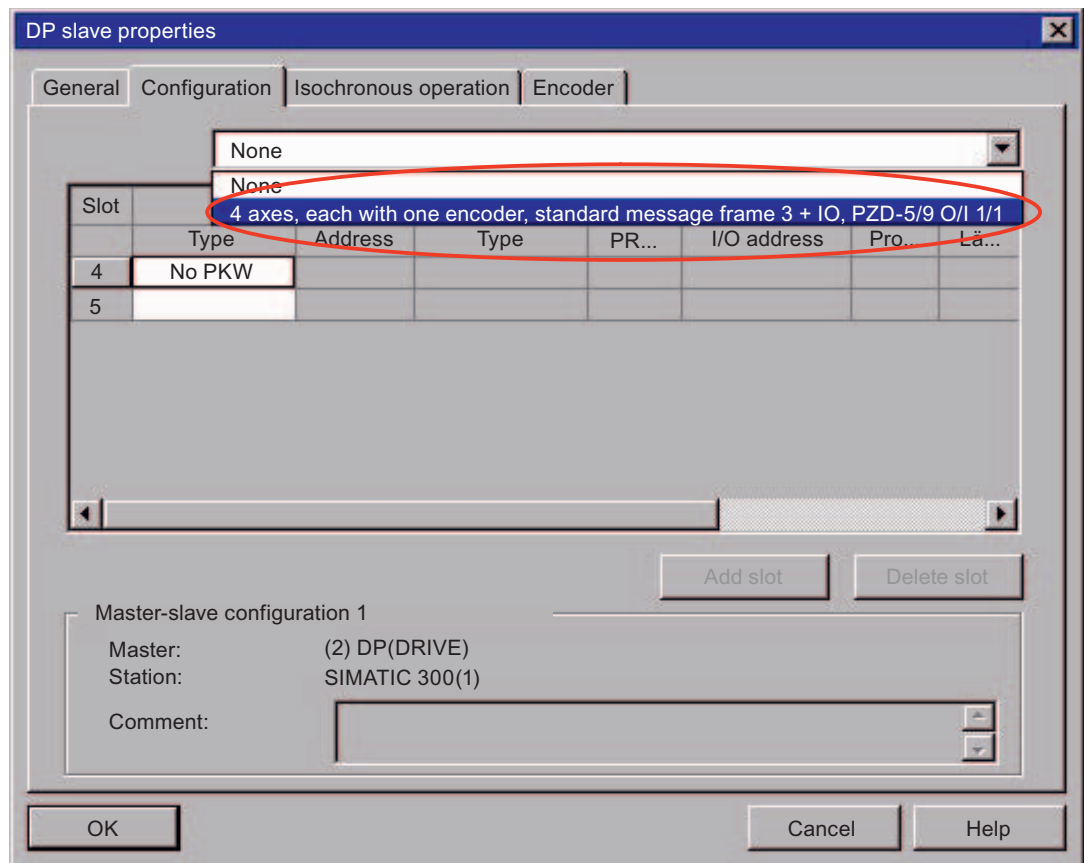 DP slave properties
General Configuration Isochronous operation Encoder
None
None
4 axes, each with one encoder, standard message frame 3 + IO, PZD-5/9 O/I 1/1
Slot
Type Address Type PR... I/O address Pro... Lä...
4 No PKW
5
Add slot Delete slot
Master-slave configuration 1
Master: (2) DP(DRIVE)
Station: SIMATIC 300(1)
Comment:
OK Cancel Help